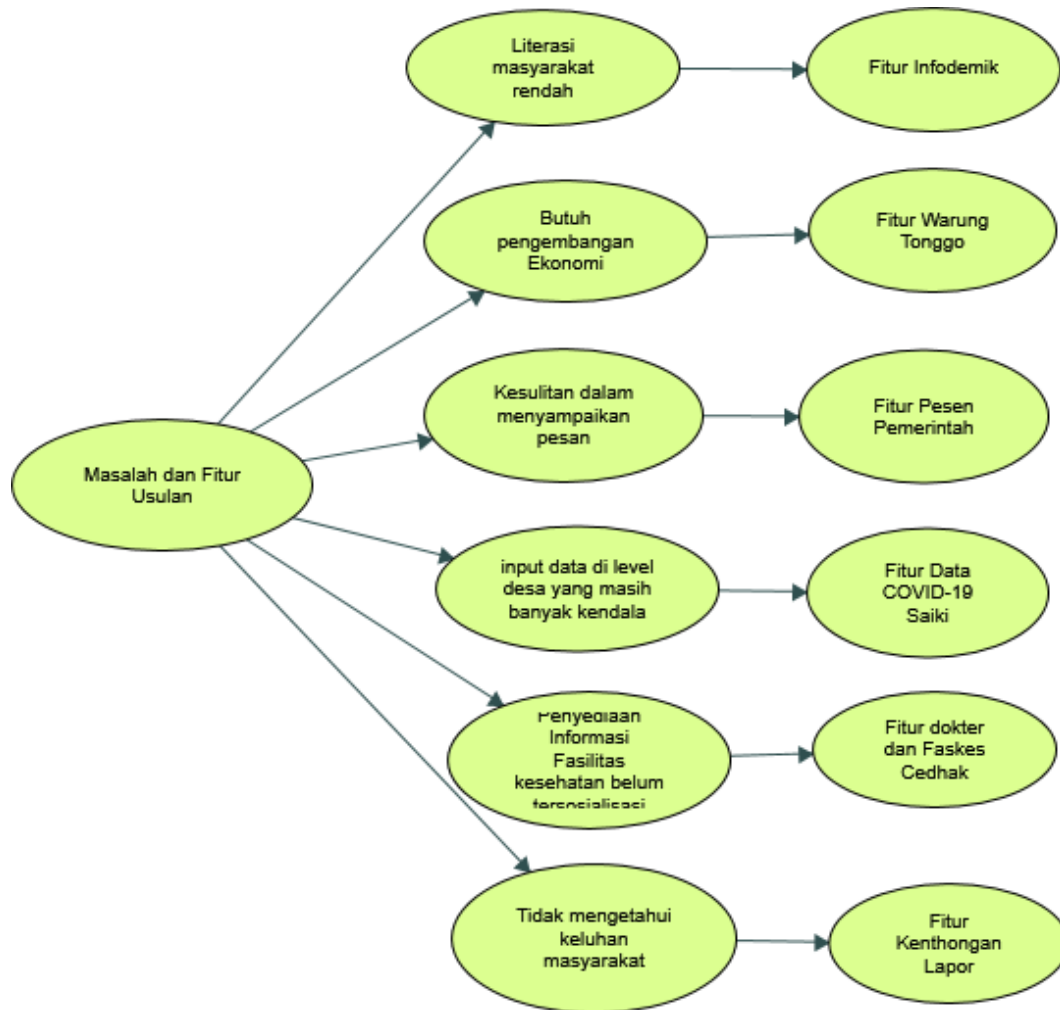 Literasi
masyarakat
rendah
Fitur Infodemik
Butuh
pengembangan
Ekonomi
Fitur Warung
Tonggo
Kesulitan dalam
menyampaikan
pesan
Fitur Pesen
Pemerintah
Masalah dan Fitur
Usulan
input data di level
desa yang masih
banyak kendala
Fitur Data
COVID-19
Saiki
Penyediaan
Informasi
Fasilitas
kesehatan belum
tersosialisasi
Fitur dokter
dan Faskes
Cedhak
Tidak mengetahui
keluhan
masyarakat
Fitur
Kenthongan
Lapor